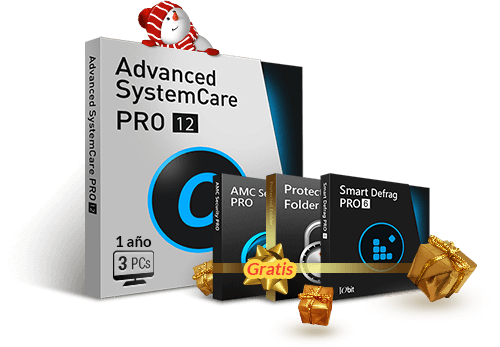 Advanced
SystemCare
PRO 12
Advanced SystemCare PRO 12
1 año
3 PCs
AMC Se
PRO
AMC Security PRO
Protect
Folder
Smart Defrag
PRO 6
Smart Defrag PRO 6
Gratis
IObit